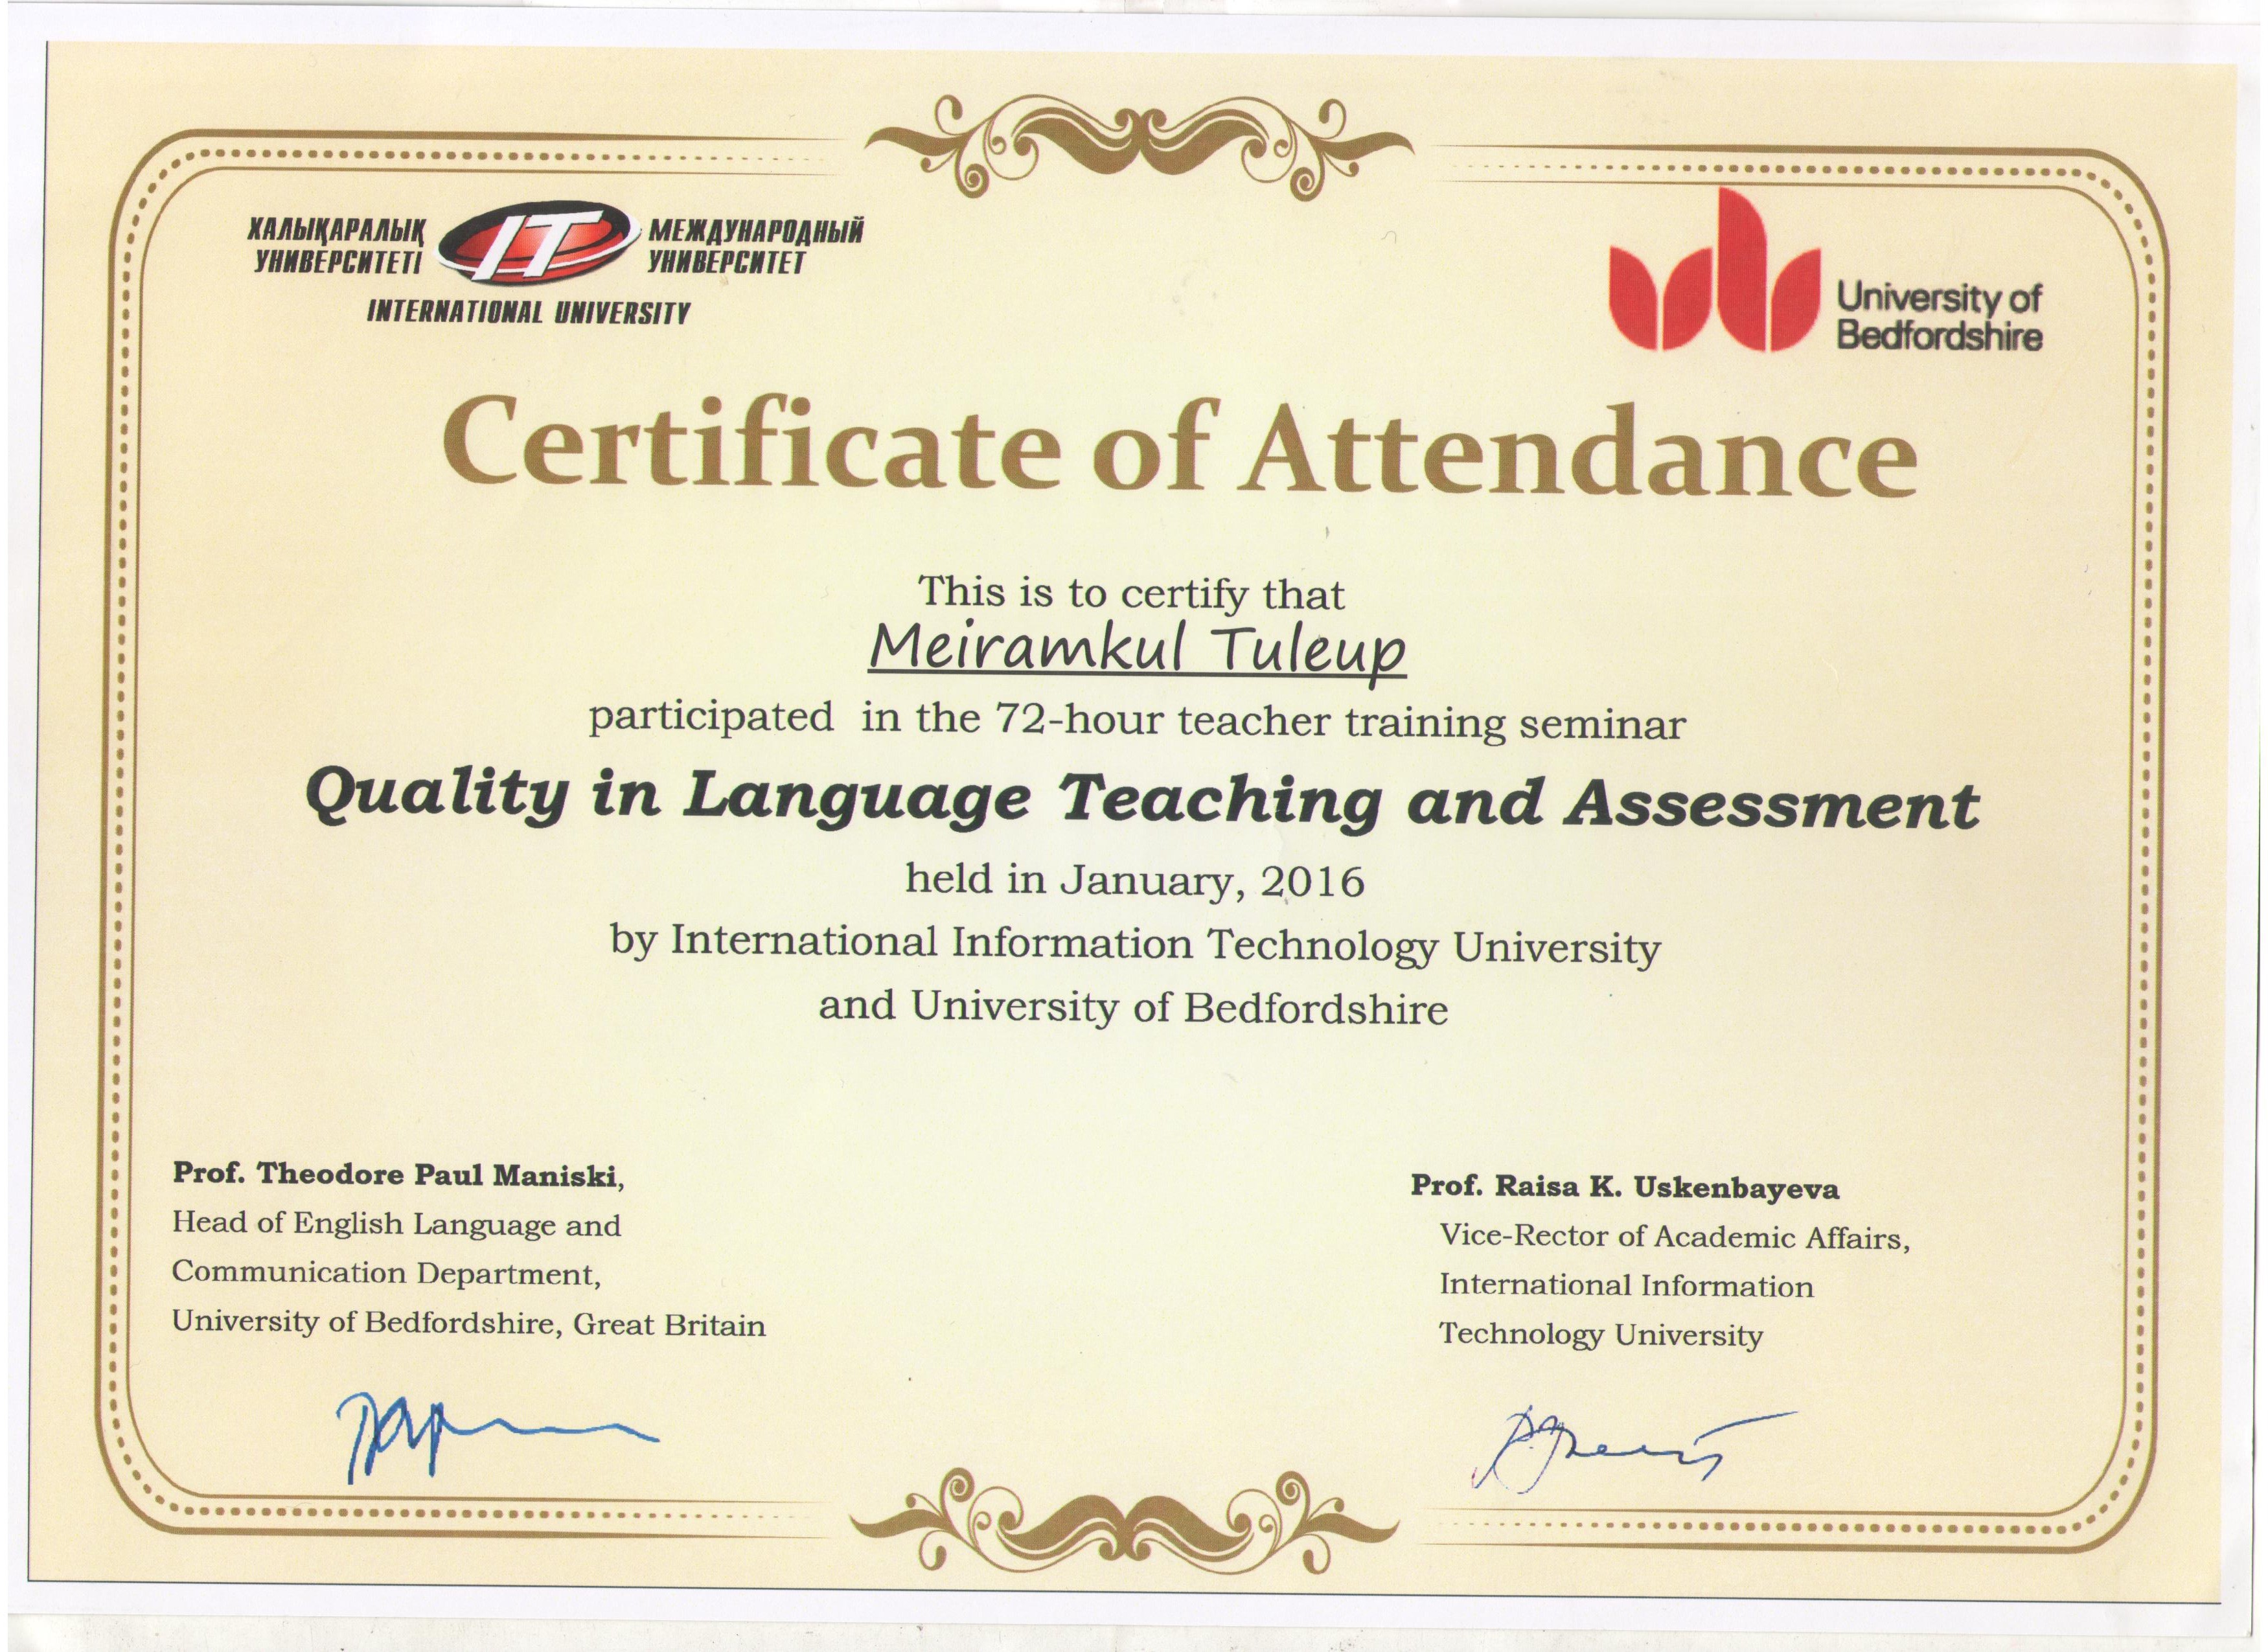 ХАЛЫҚАРАЛЫҚ УНИВЕРСИТЕТІ
IT
МЕЖДУНАРОДНЫЙ УНИВЕРСИТЕТ
INTERNATIONAL UNIVERSITY
University of
Bedfordshire
Certificate of Attendance
This is to certify that
Meiramkul Tuleup
participated in the 72-hour teacher training seminar
Quality in Language Teaching and Assessment
held in January, 2016
by International Information Technology University
and University of Bedfordshire
Prof. Theodore Paul Maniski,
Head of English Language and
Communication Department,
University of Bedfordshire, Great Britain
Prof. Raisa K. Uskenbayeva
Vice-Rector of Academic Affairs,
International Information
Technology University